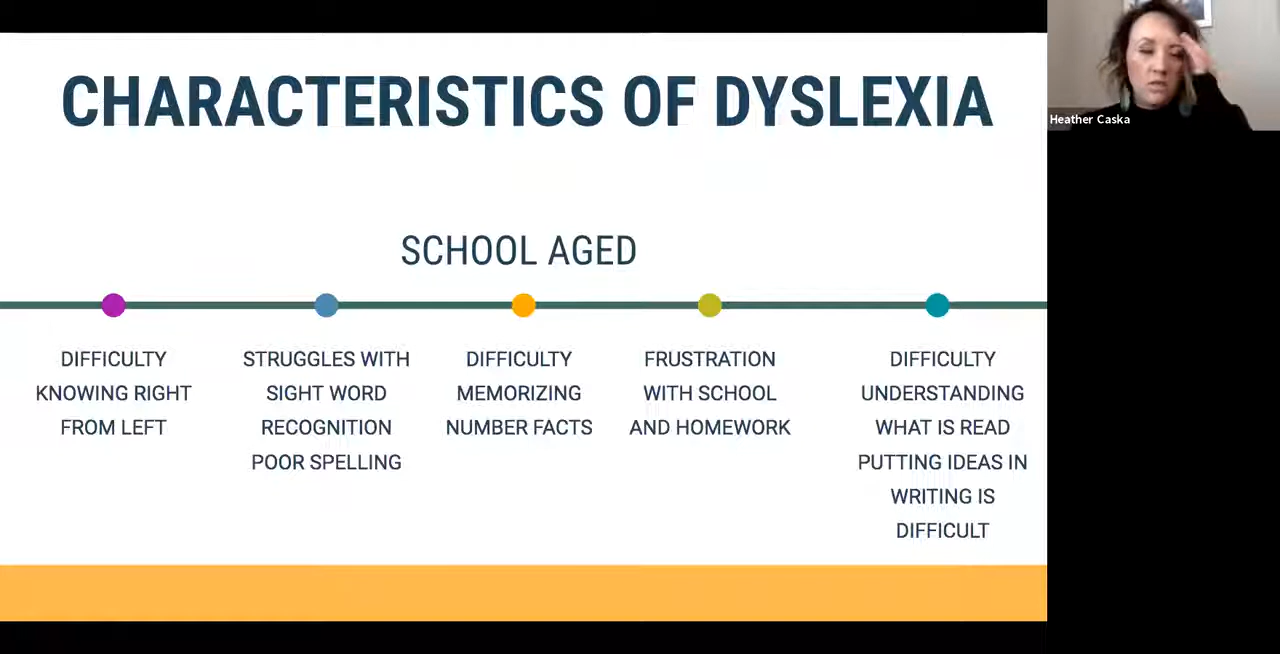 CHARACTERISTICS OF DYSLEXIA
SCHOOL AGED
DIFFICULTY
KNOWING RIGHT
FROM LEFT
STRUGGLES WITH
SIGHT WORD
RECOGNITION
POOR SPELLING
DIFFICULTY
MEMORIZING
NUMBER FACTS
FRUSTRATION
WITH SCHOOL
AND HOMEWORK
DIFFICULTY
UNDERSTANDING
WHAT IS READ
PUTTING IDEAS IN
WRITING IS
DIFFICULT
Heather Caska